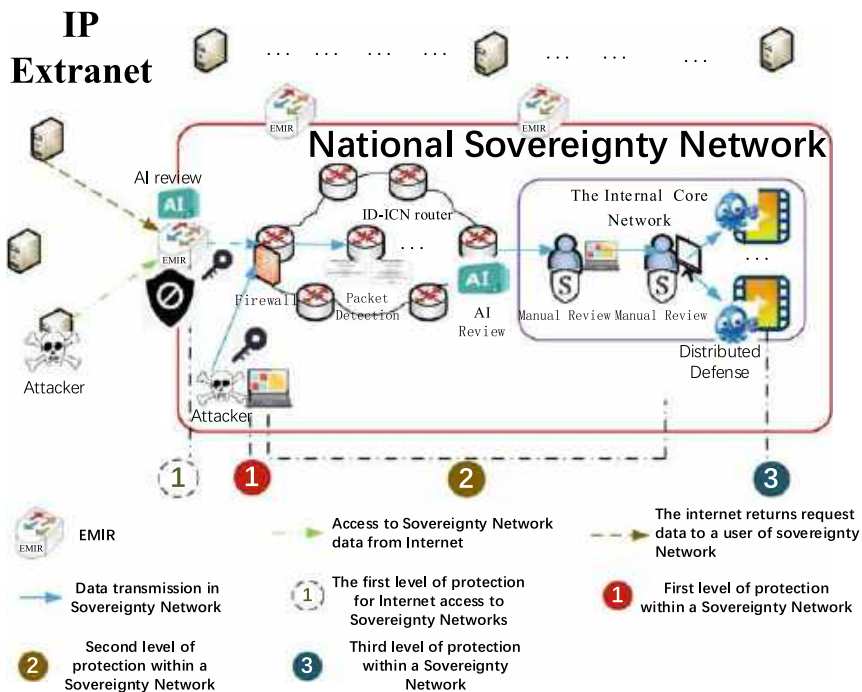 IP
Extranet
... ... ... ... ... ... ...
EMIR
EMIR
National Sovereignty Network
AI review
AI
EMIR
ID-ICN router
...
Firewall
Packet
Detection
AI
AI
Review
The Internal Core
Network
S
S
Manual Review
Manual Review
...
Distributed
Defense
Attacker
Attacker
1
1
2
3
EMIR
EMIR
Access to Sovereignty Network
data from Internet
The internet returns request
data to a user of sovereignty
Network
Data transmission in
Sovereignty Network
1
The first level of protection
for Internet access to
Sovereignty Networks
1
First level of protection
within a Sovereignty Network
2
Second level of
protection within a
Sovereignty Network
3
Third level of protection
within a Sovereignty
Network